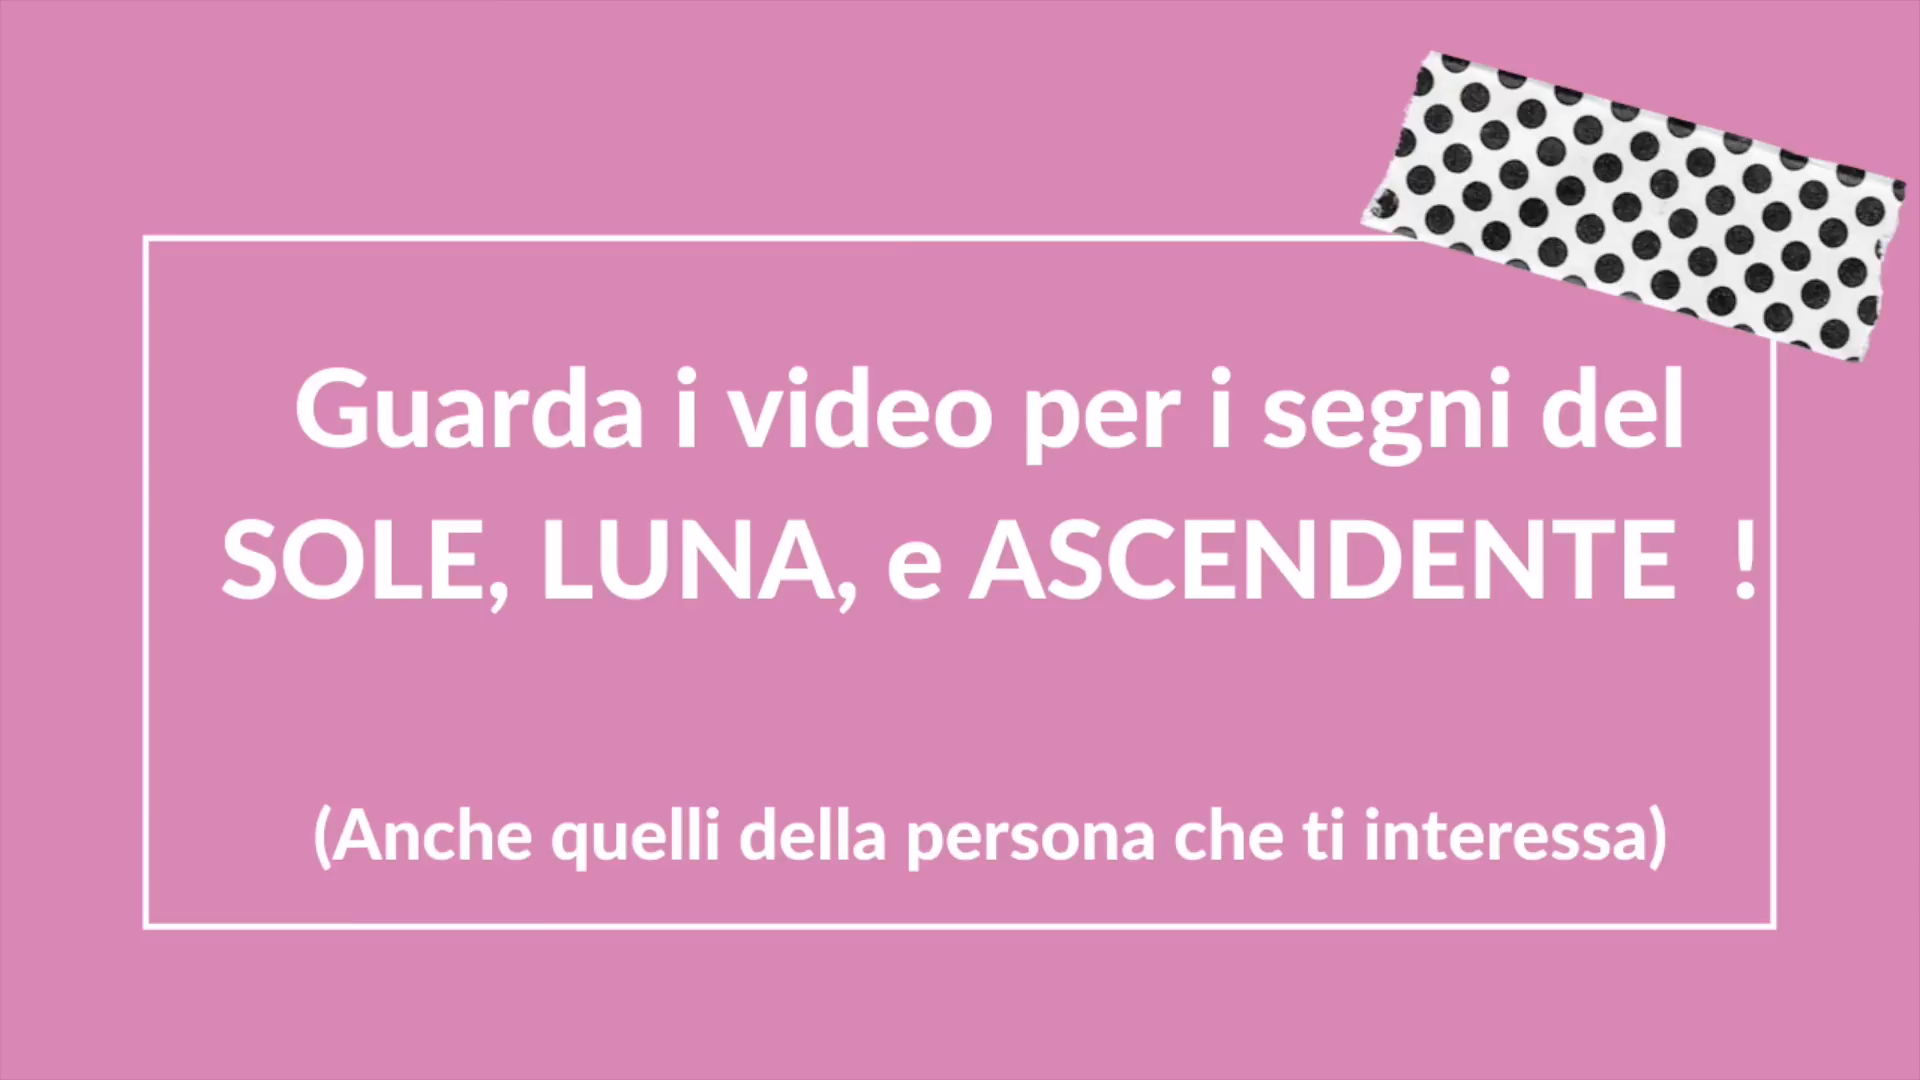 Guarda i video per i segni del
SOLE, LUNA, e ASCENDENTE  !
(Anche quelli della persona che ti interessa)